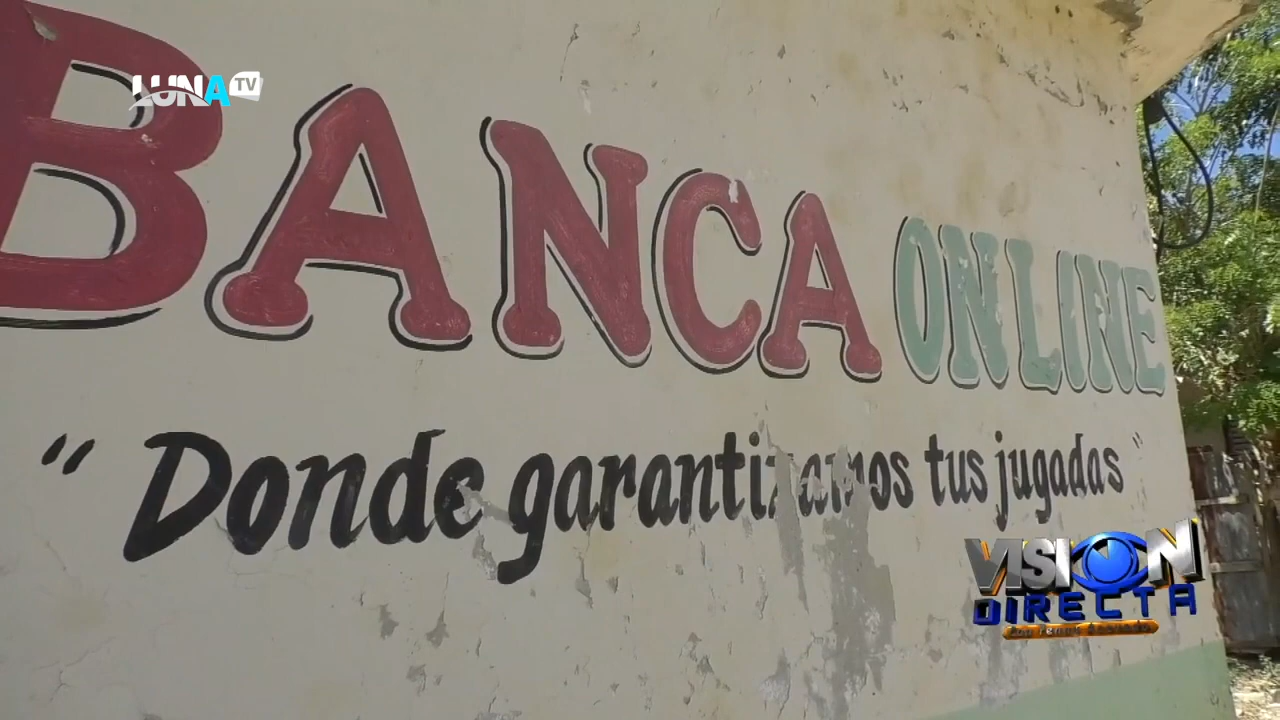 LUNA TV
BANCA ONLINE
"Donde garantizamos tus jugadas"
VISION
DIRECTA